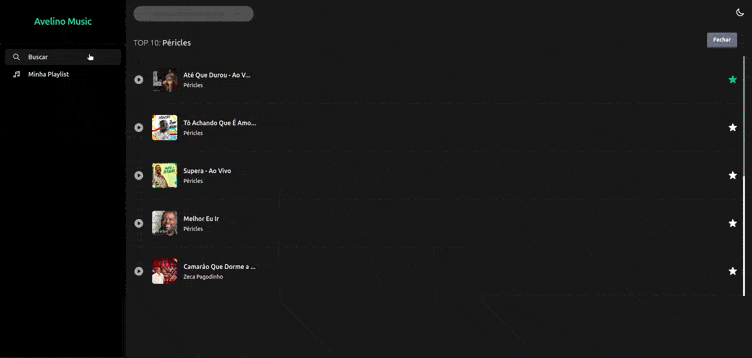 Avelino Music
Buscar
Minha Playlist
TOP 10: Péricles
Fechar
Até Que Durou - Ao V...
Péricles
Tô Achando Que É Amo...
Péricles
Supera - Ao Vivo
Péricles
Melhor Eu Ir
Péricles
Camarão Que Dorme a ...
Zeca Pagodinho